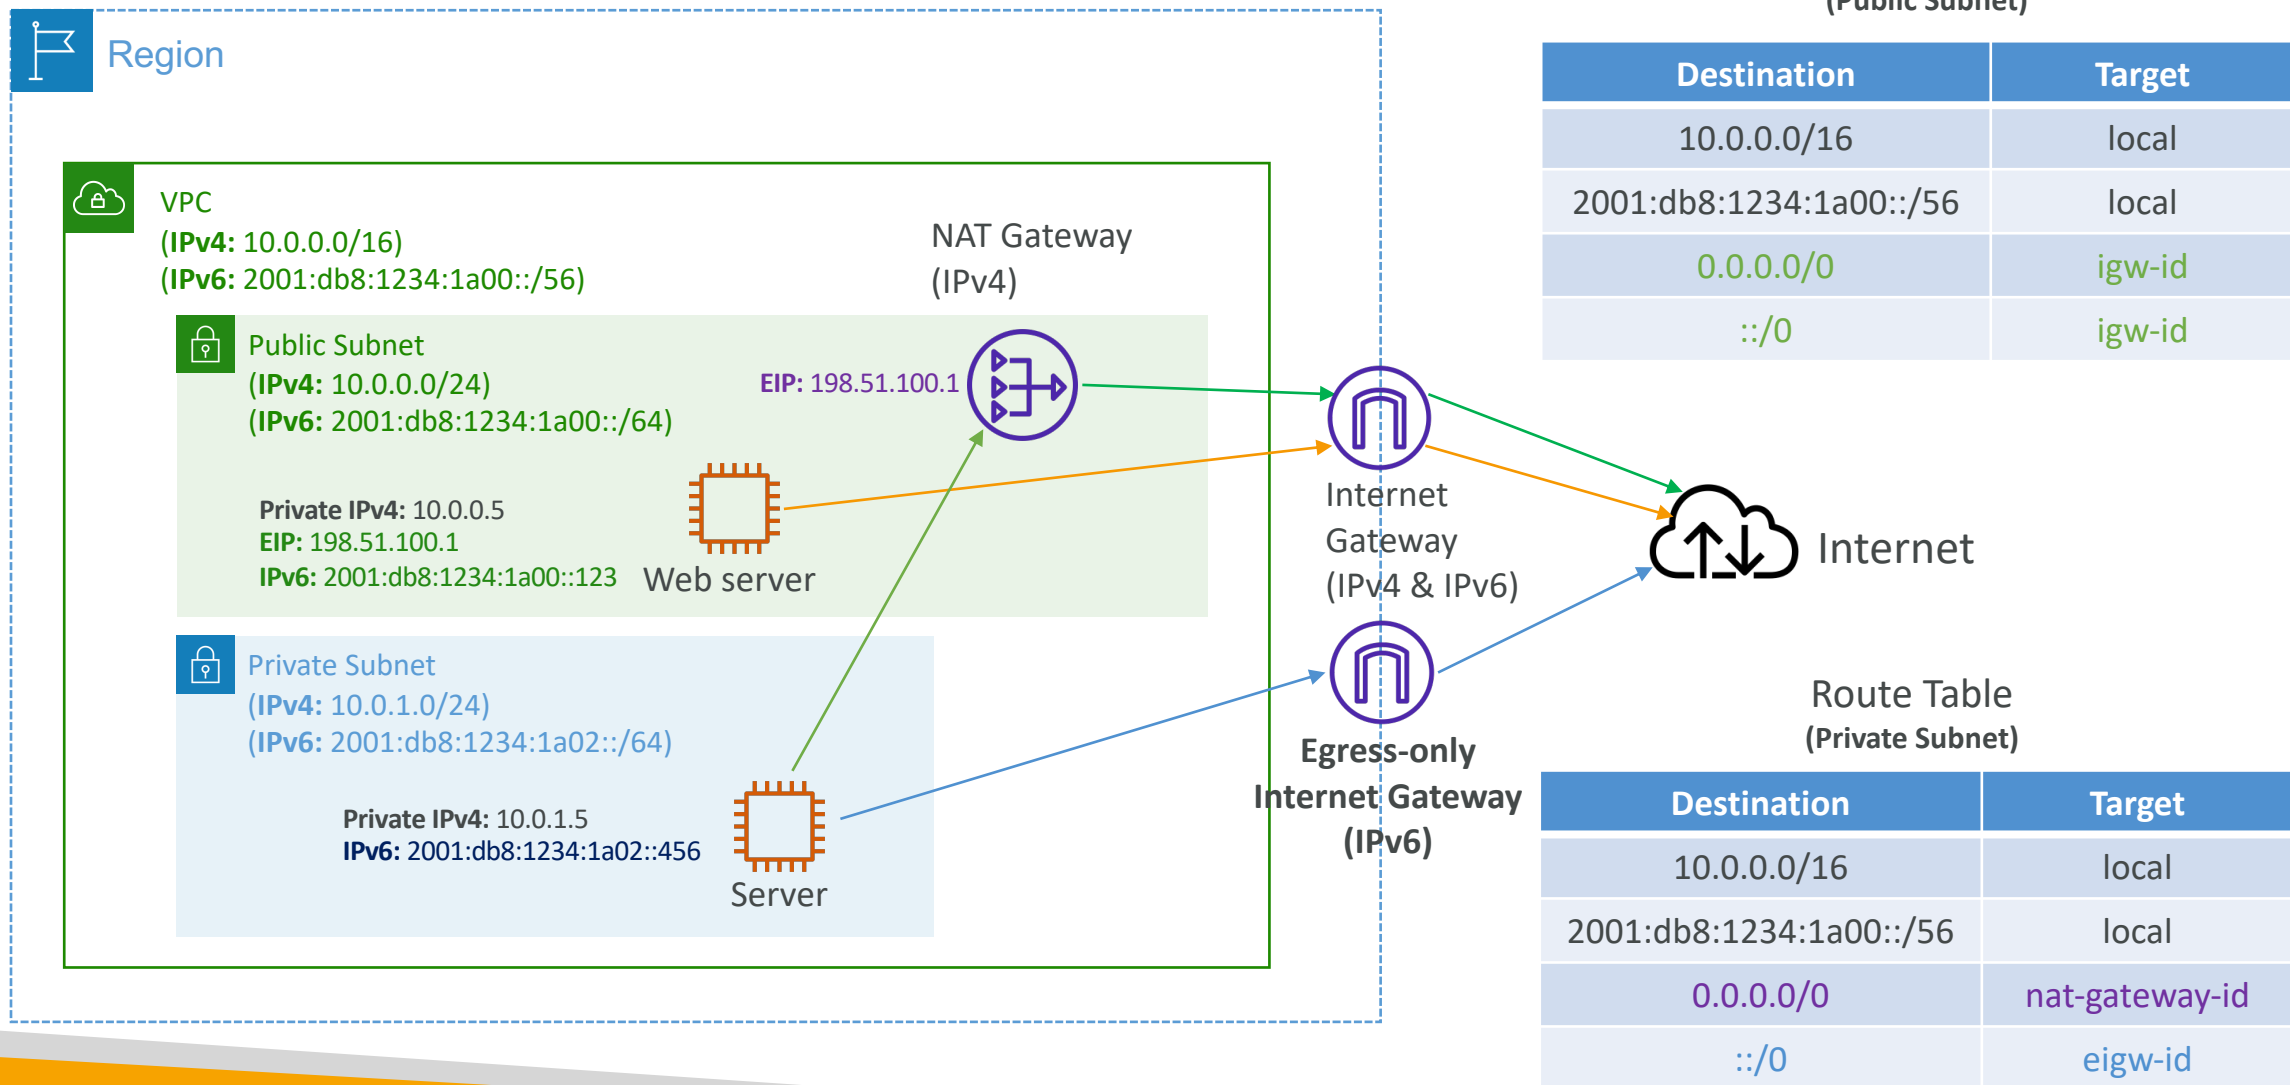 Region
VPC
(IPv4: 10.0.0.0/16)
(IPv6: 2001:db8:1234:1a00::/56)
NAT Gateway
(IPv4)
Public Subnet
(IPv4: 10.0.0.0/24)
(IPv6: 2001:db8:1234:1a00::/64)
EIP: 198.51.100.1
Private IPv4: 10.0.0.5
EIP: 198.51.100.1
IPv6: 2001:db8:1234:1a00::123
Web server
Private Subnet
(IPv4: 10.0.1.0/24)
(IPv6: 2001:db8:1234:1a02::/64)
Private IPv4: 10.0.1.5
IPv6: 2001:db8:1234:1a02::456
Server
Internet
Gateway
(IPv4 & IPv6)
Egress-only
Internet Gateway
(IPv6)
Internet
(Public Subnet)
Destination Target
10.0.0.0/16 local
2001:db8:1234:1a00::/56 local
0.0.0.0/0 igw-id
::/0 igw-id
Route Table
(Private Subnet)
Destination Target
10.0.0.0/16 local
2001:db8:1234:1a00::/56 local
0.0.0.0/0 nat-gateway-id
::/0 eigw-id